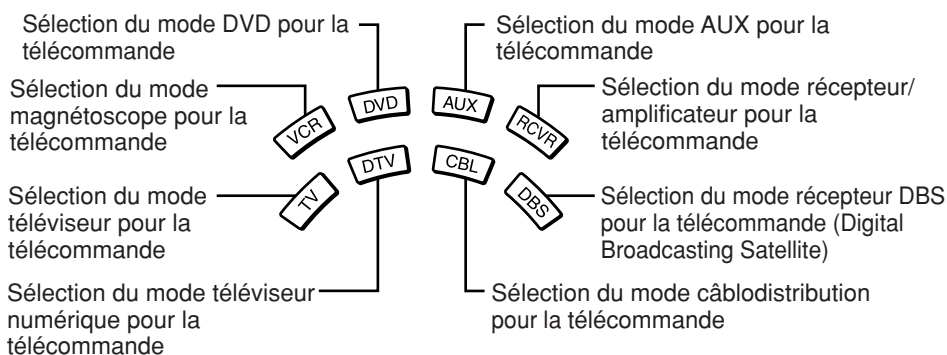 Sélection du mode DVD pour la
télécommande
Sélection du mode AUX pour la
télécommande
Sélection du mode
magnétoscope pour la
télécommande
Sélection du mode récepteur/
amplificateur pour la
télécommande
VCR
DVD
AUX
RCVR
TV
DTV
CBL
DBS
Sélection du mode
téléviseur pour la
télécommande
Sélection du mode récepteur DBS
pour la télécommande (Digital
Broadcasting Satellite)
Sélection du mode téléviseur
numérique pour la
télécommande
Sélection du mode câblodistribution
pour la télécommande